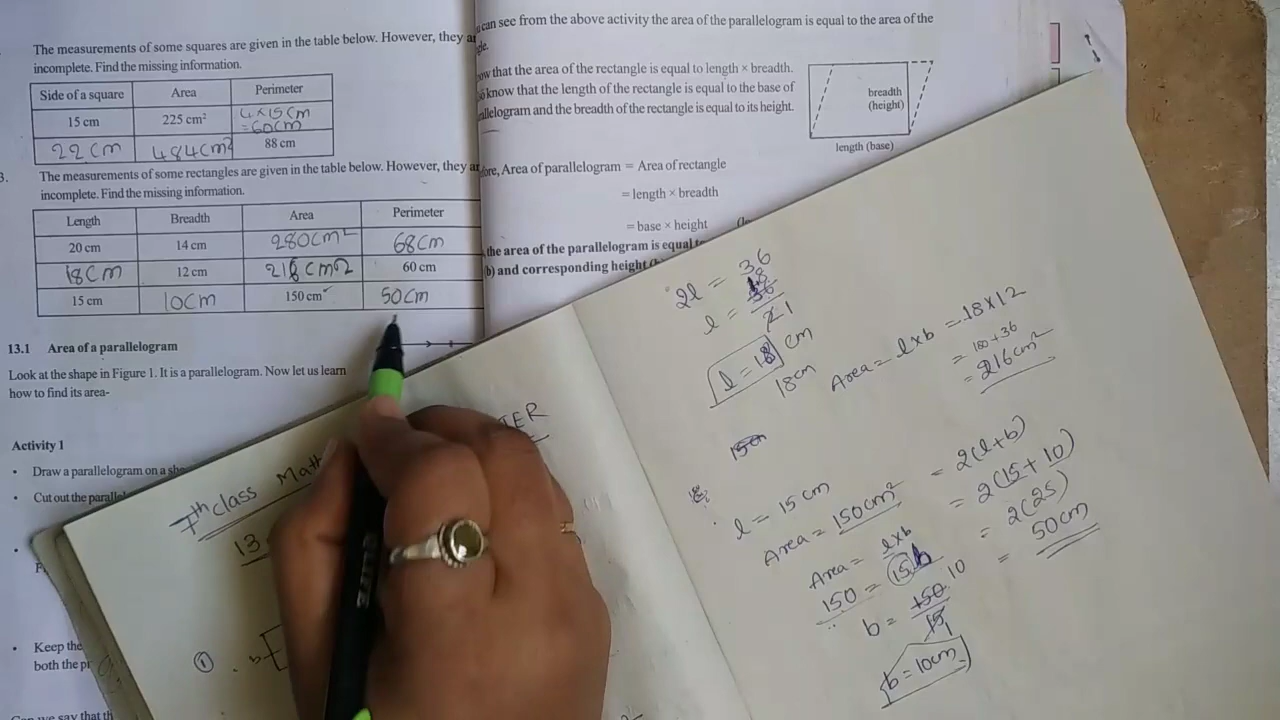 The measurements of some squares are given in the table below. However, they
incomplete. Find the missing information.
Side of a square Area Perimeter
15 cm 225 cm² 4×15cm
=60cm
22cm 484cm² 88 cm
3. The measurements of some rectangles are given in the table below. However, they
incomplete. Find the missing information.
Length Breadth Area Perimeter
20 cm 14 cm 280cm² 68cm
18cm 12 cm 216cm² 60 cm
15 cm 10cm 150 cm² 50cm
13.1 Area of a parallelogram
Look at the shape in Figure 1. It is a parallelogram. Now let us learn
how to find its area-
Activity 1
• Draw a parallelogram on a
• Cut out the
• Keep the
both the
that
can see from the above activity the area of the parallelogram is equal to the area of the
that the area of the rectangle is equal to length × breadth.
know that the length of the rectangle is equal to the base of
and the breadth of the rectangle is equal to its height.
breadth
(height)
length (base)
Area of parallelogram = Area of rectangle
= length × breadth
= base × height
the area of the parallelogram is equal
and corresponding height
7th class
13
①
b
2l = 36
l =
l = 18 cm
18cm
Area = l×b = 18×12
= 180+36
= 216cm²
l = 15cm
Area = 150cm²
Area = l×b
150 = 15b
b = 150 10
15 1
b = 10cm
= 2(l+b)
= 2(15+10)
= 2(25)
= 50cm